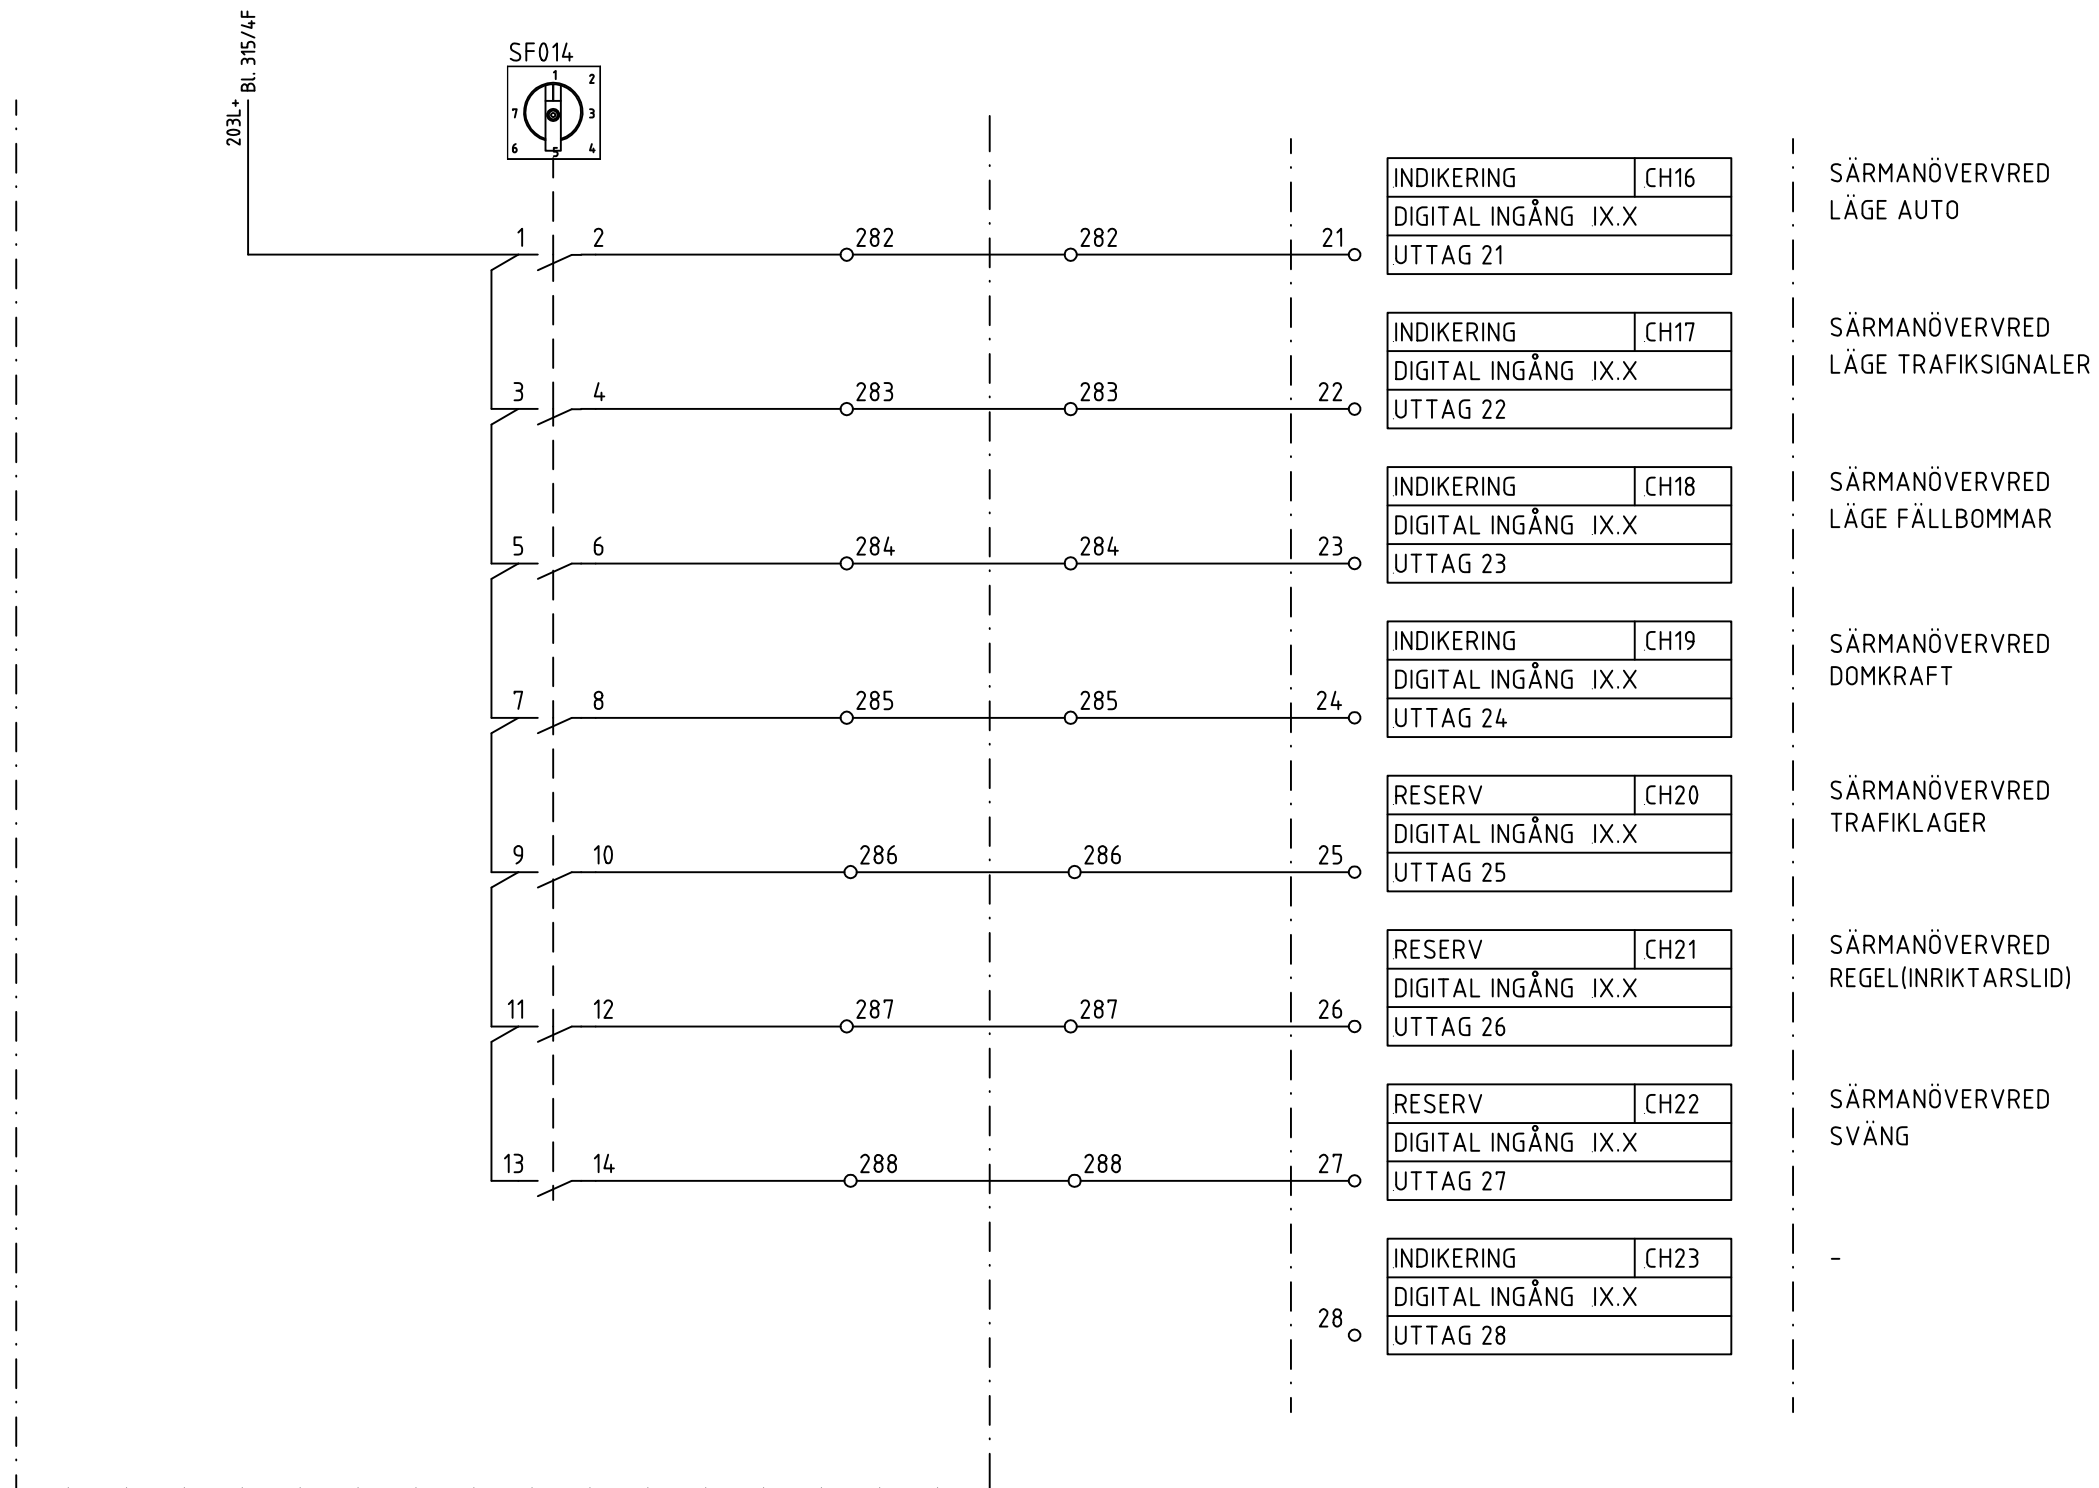 203L+ Bl. 315/4F
SF014
1 2
7 3
6 5 4
INDIKERING CH16
DIGITAL INGÅNG IX.X
UTTAG 21
SÄRMANÖVERVRED
LÄGE AUTO
1 2 282 282 21
INDIKERING CH17
DIGITAL INGÅNG IX.X
UTTAG 22
SÄRMANÖVERVRED
LÄGE TRAFIKSIGNALER
3 4 283 283 22
INDIKERING CH18
DIGITAL INGÅNG IX.X
UTTAG 23
SÄRMANÖVERVRED
LÄGE FÄLLBOMMAR
5 6 284 284 23
INDIKERING CH19
DIGITAL INGÅNG IX.X
UTTAG 24
SÄRMANÖVERVRED
DOMKRAFT
7 8 285 285 24
RESERV CH20
DIGITAL INGÅNG IX.X
UTTAG 25
SÄRMANÖVERVRED
TRAFIKLAGER
9 10 286 286 25
RESERV CH21
DIGITAL INGÅNG IX.X
UTTAG 26
SÄRMANÖVERVRED
REGEL(INRIKTARSLID)
11 12 287 287 26
RESERV CH22
DIGITAL INGÅNG IX.X
UTTAG 27
SÄRMANÖVERVRED
SVÄNG
13 14 288 288 27
INDIKERING CH23
DIGITAL INGÅNG IX.X
UTTAG 28
-
28